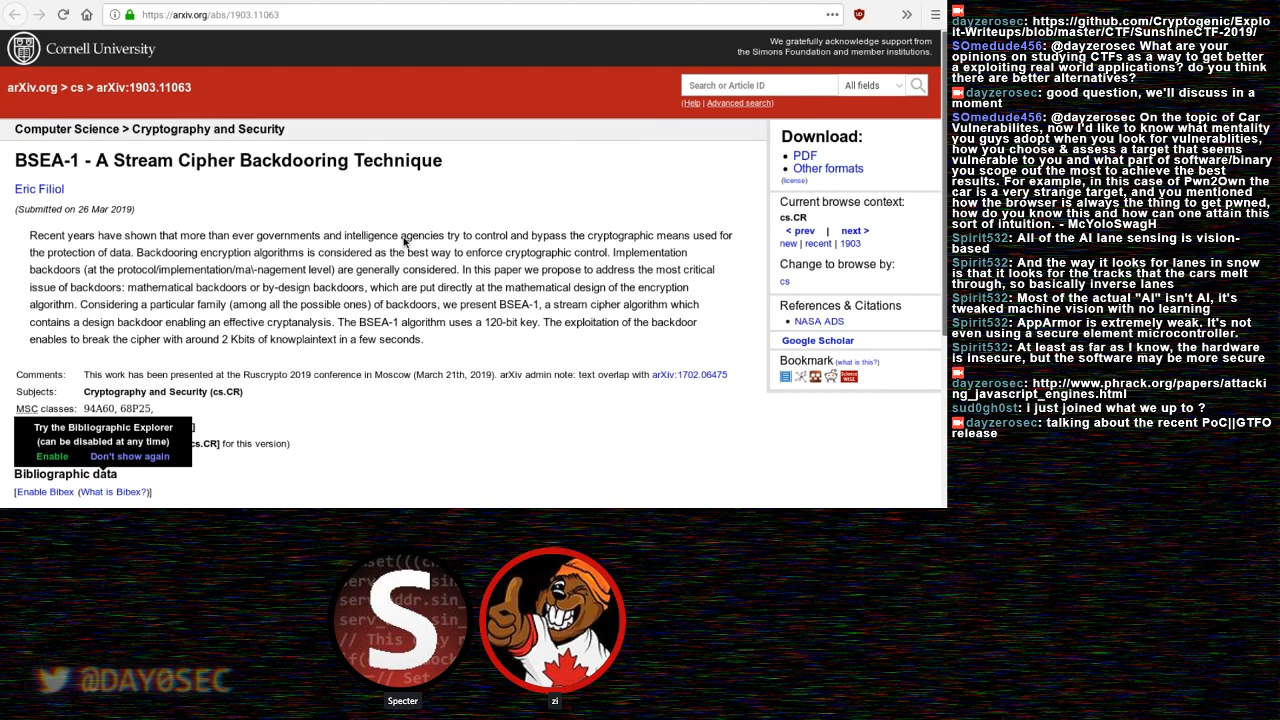 https://arxiv.org/abs/1903.11063
Cornell University
We gratefully acknowledge support from
the Simons Foundation and member institutions.
arXiv.org > cs > arXiv:1903.11063
Search or Article ID
All fields
(Help | Advanced search)
Computer Science > Cryptography and Security
BSEA-1 - A Stream Cipher Backdooring Technique
Eric Filiol
(Submitted on 26 Mar 2019)
Recent years have shown that more than ever governments and intelligence agencies try to control and bypass the cryptographic means used for
the protection of data. Backdooring encryption algorithms is considered as the best way to enforce cryptographic control. Implementation
backdoors (at the protocol/implementation/ma\-nagement level) are generally considered. In this paper we propose to address the most critical
issue of backdoors: mathematical backdoors or by-design backdoors, which are put directly at the mathematical design of the encryption
algorithm. Considering a particular family (among all the possible ones) of backdoors, we present BSEA-1, a stream cipher algorithm which
contains a design backdoor enabling an effective cryptanalysis. The BSEA-1 algorithm uses a 120-bit key. The exploitation of the backdoor
enables to break the cipher with around 2 Kbits of knowplaintext in a few seconds.
Comments: This work has been presented at the Ruscrypto 2019 conference in Moscow (March 21th, 2019). arXiv admin note: text overlap with arXiv:1702.06475
Subjects: Cryptography and Security (cs.CR)
MSC classes: 94A60, 68P25,
]
cs.CR] for this version)
Try the Bibliographic Explorer
(can be disabled at any time)
Enable Don't show again
Bibliographic data
[Enable Bibex (What is Bibex?)]
Download:
PDF
Other formats
(license)
Current browse context:
cs.CR
< prev | next >
new | recent | 1903
Change to browse by:
cs
References & Citations
NASA ADS
Google Scholar
Bookmark (what is this?)
Science
WISE
dayzerosec: https://github.com/Cryptogenic/Explo
it-Writeups/blob/master/CTF/SunshineCTF-2019/
SOmedude456: @dayzerosec What are your
opinions on studying CTFs as a way to get better
a exploiting real world applications? do you think
there are better alternatives?
dayzerosec: good question, we'll discuss in a
moment
SOmedude456: @dayzerosec On the topic of Car
Vulnerabilites, now I'd like to know what mentality
you guys adopt when you look for vulnerabilities,
how you choose & assess a target that seems
vulnerable to you and what part of software/binary
you scope out the most to achieve the best
results. For example, in this case of Pwn2Own the
car is a very strange target, and you mentioned
how the browser is always the thing to get pwned,
how do you know this and how can one attain this
sort of intuition. - McYoloSwagH
Spirit532: All of the AI lane sensing is vision-
based
Spirit532: And the way it looks for lanes in snow
is that it looks for the tracks that the cars melt
through, so basically inverse lanes
Spirit532: Most of the actual "AI" isn't AI, it's
tweaked machine vision with no learning
Spirit532: AppArmor is extremely weak. It's not
even using a secure element microcontroller.
Spirit532: At least as far as I know, the hardware
is insecure, but the software may be more secure
dayzerosec: http://www.phrack.org/papers/attacki
ng_javascript_engines.html
sud0gh0st: i just joined what we up to ?
dayzerosec: talking about the recent PoC||GTFO
release
S
Specter
zi
@DAY0SEC